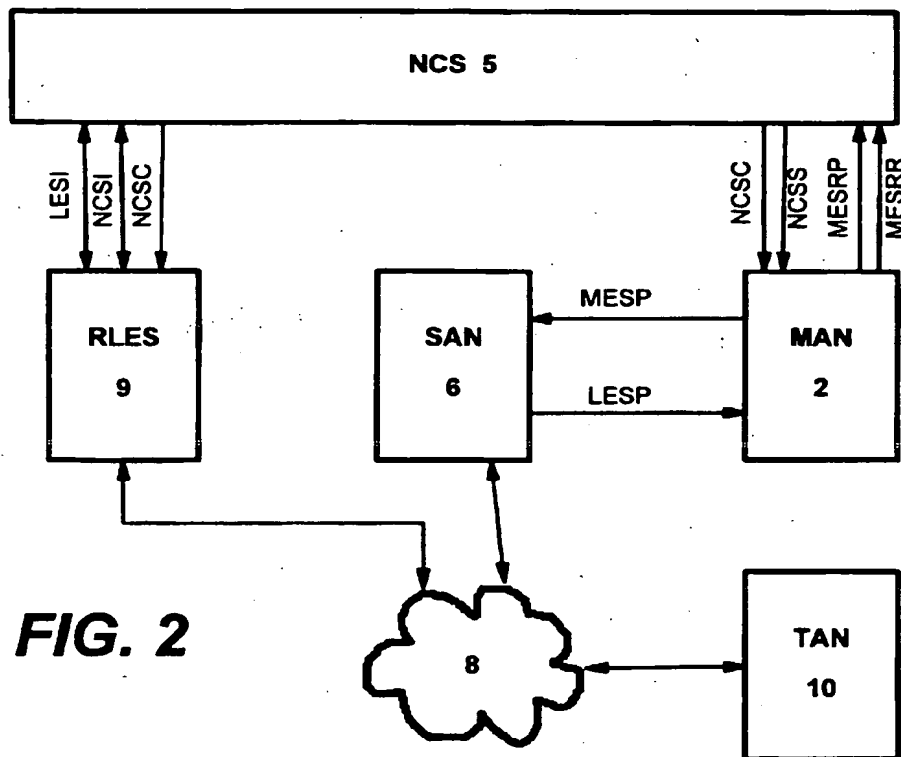 NCS 5
LESI
NCSI
NCSC
NCSC
NCSS
MESRP
MESRR
RLES
9
SAN
6
MAN
2
MESP
LESP
8
TAN
10
FIG. 2